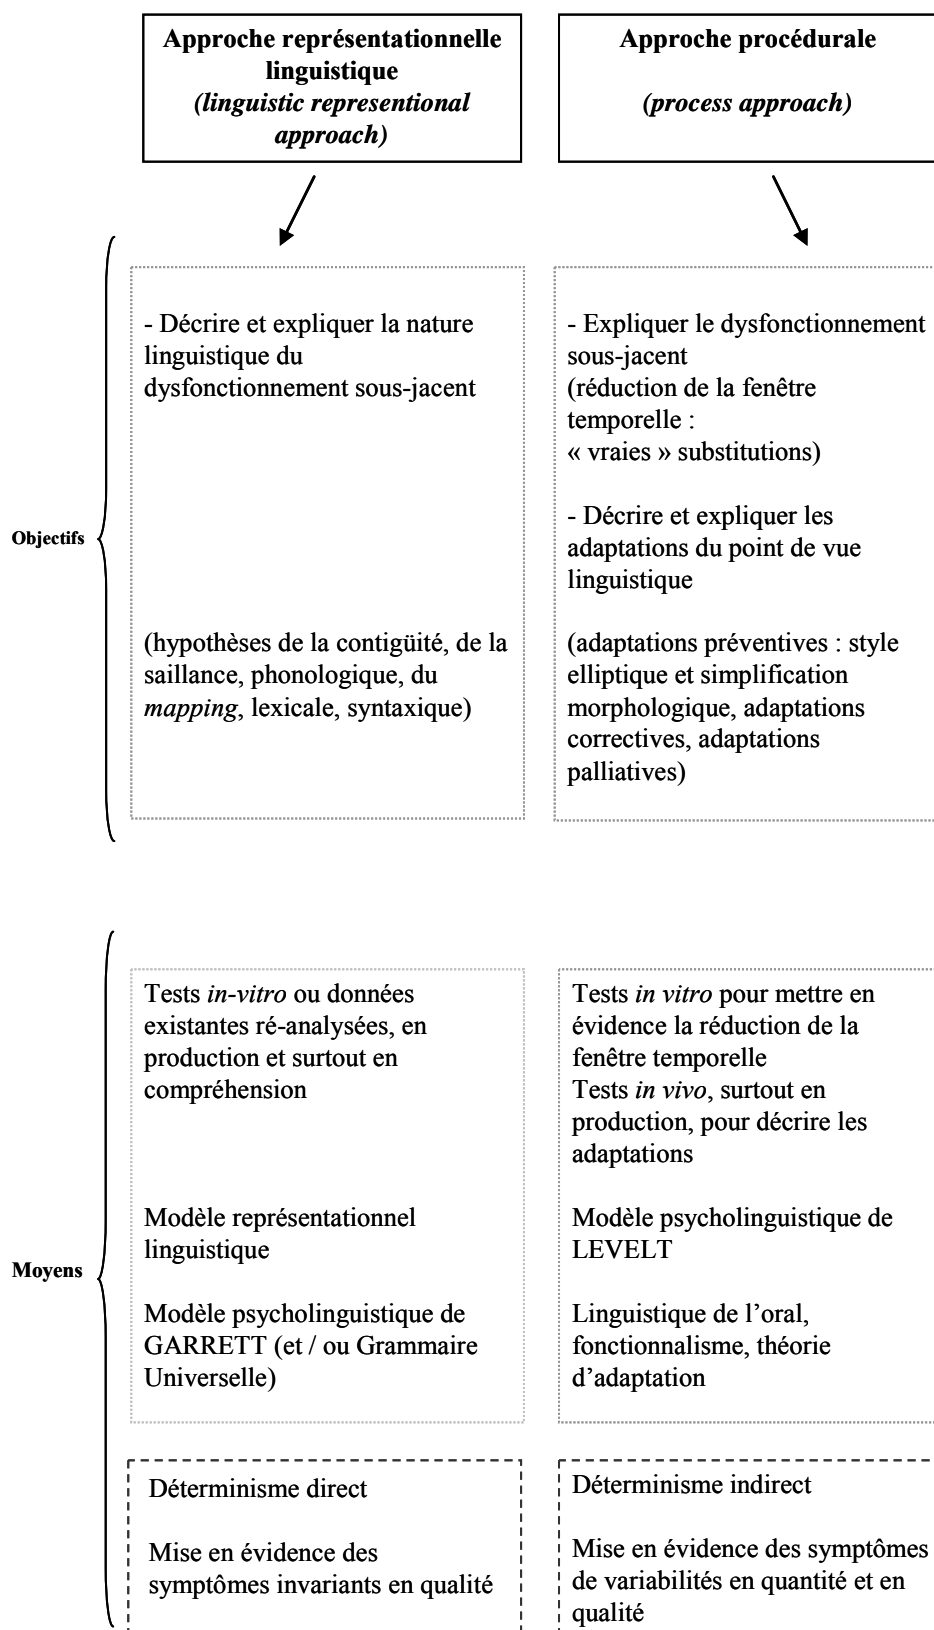 Approche représentationnelle
linguistique
(linguistic representional
approach)
Approche procédurale
(process approach)
Objectifs
- Décrire et expliquer la nature
linguistique du
dysfonctionnement sous-jacent
(hypothèses de la contigüité, de la
saillance, phonologique, du
mapping, lexicale, syntaxique)
- Expliquer le dysfonctionnement
sous-jacent
(réduction de la fenêtre
temporelle :
« vraies » substitutions)
- Décrire et expliquer les
adaptations du point de vue
linguistique
(adaptations préventives : style
elliptique et simplification
morphologique, adaptations
correctives, adaptations
palliatives)
Moyens
Tests in-vitro ou données
existantes ré-analysées, en
production et surtout en
compréhension
Modèle représentationnel
linguistique
Modèle psycholinguistique de
GARRETT (et / ou Grammaire
Universelle)
Tests in vitro pour mettre en
évidence la réduction de la
fenêtre temporelle
Tests in vivo, surtout en
production, pour décrire les
adaptations
Modèle psycholinguistique de
LEVELT
Linguistique de l’oral,
fonctionnalisme, théorie
d’adaptation
Déterminisme direct
Mise en évidence des
symptômes invariants en qualité
Déterminisme indirect
Mise en évidence des symptômes
de variabilités en quantité et en
qualité